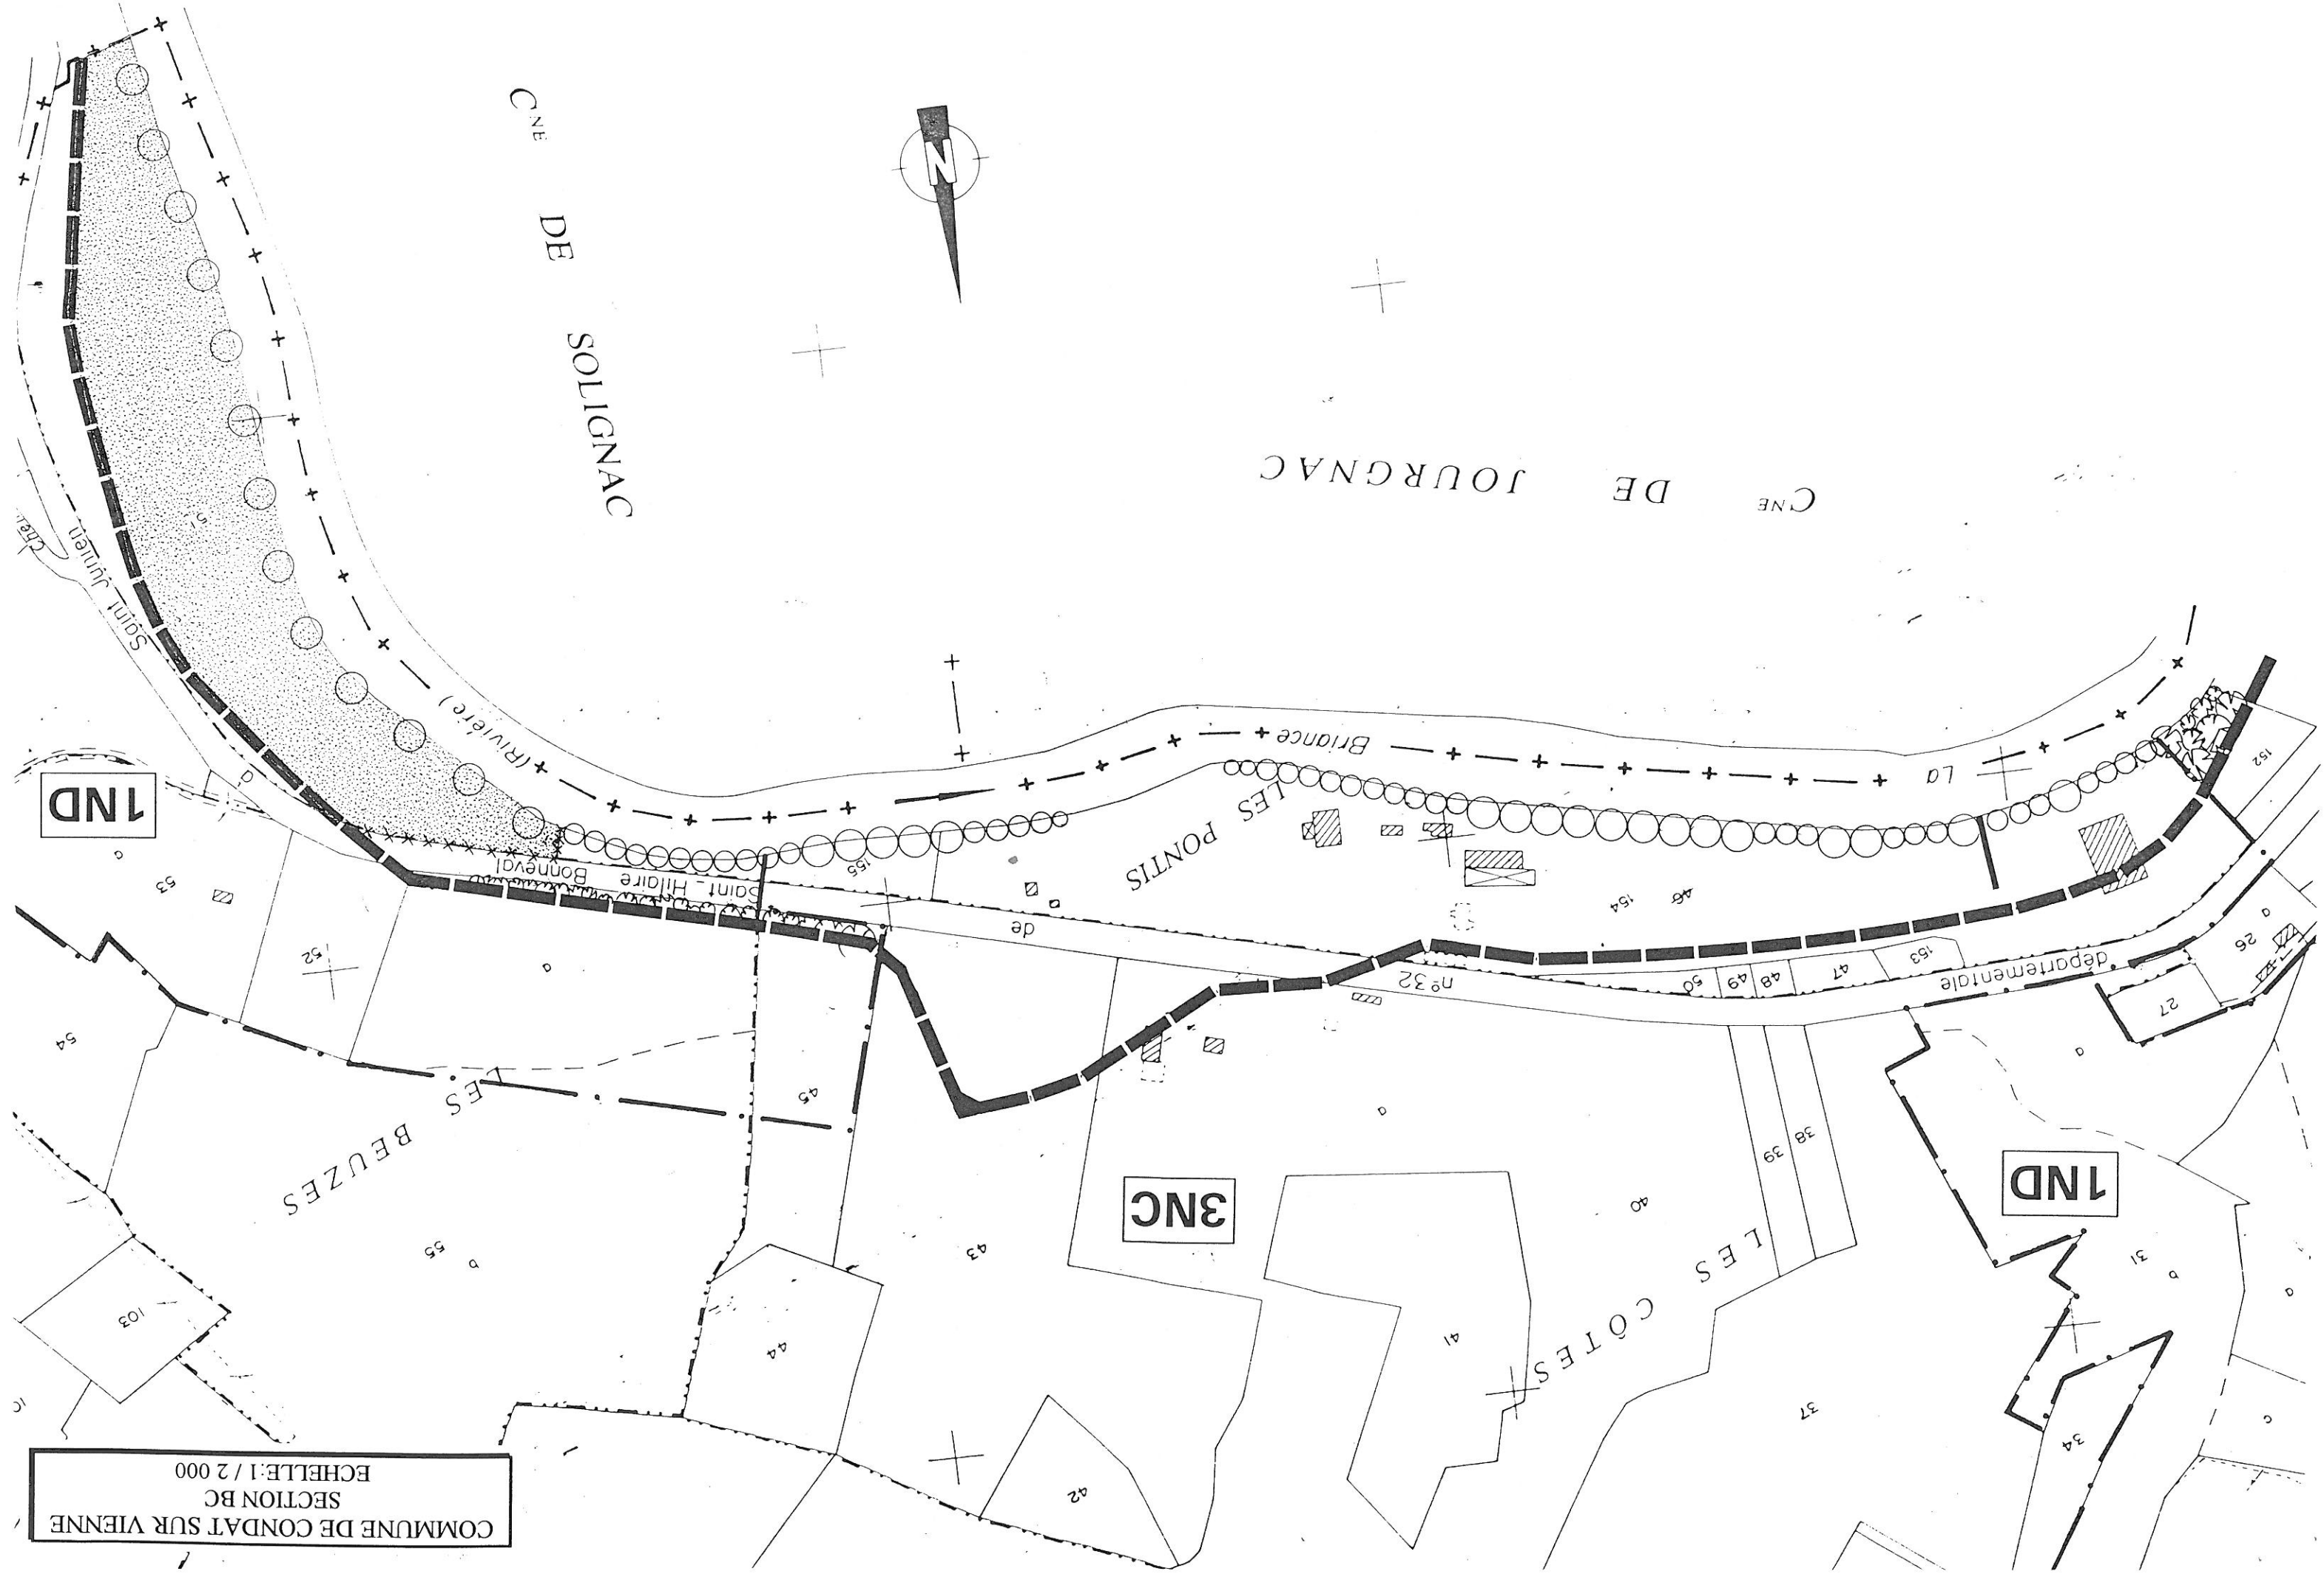 COMMUNE DE CONDAT SUR VIENNE
SECTION BC
ECHELLE:1 / 2 000
42
44
103
34
37
41
c
43
b
55
40
31
b
a
LES CÔTES
3NC
1ND
LES BEUZES
39
38
45
a
54
27
26
a
a
52
a
53
a
153
47
48
49
50
n°32
départementale
de
Saint-Hilaire Bonneval
154
46
155
LES PONTIS
152
1ND
a
La
Briance
(Rivière)
Saint Junien
CNE DE JOURGNAC
CNE DE SOLIGNAC
N